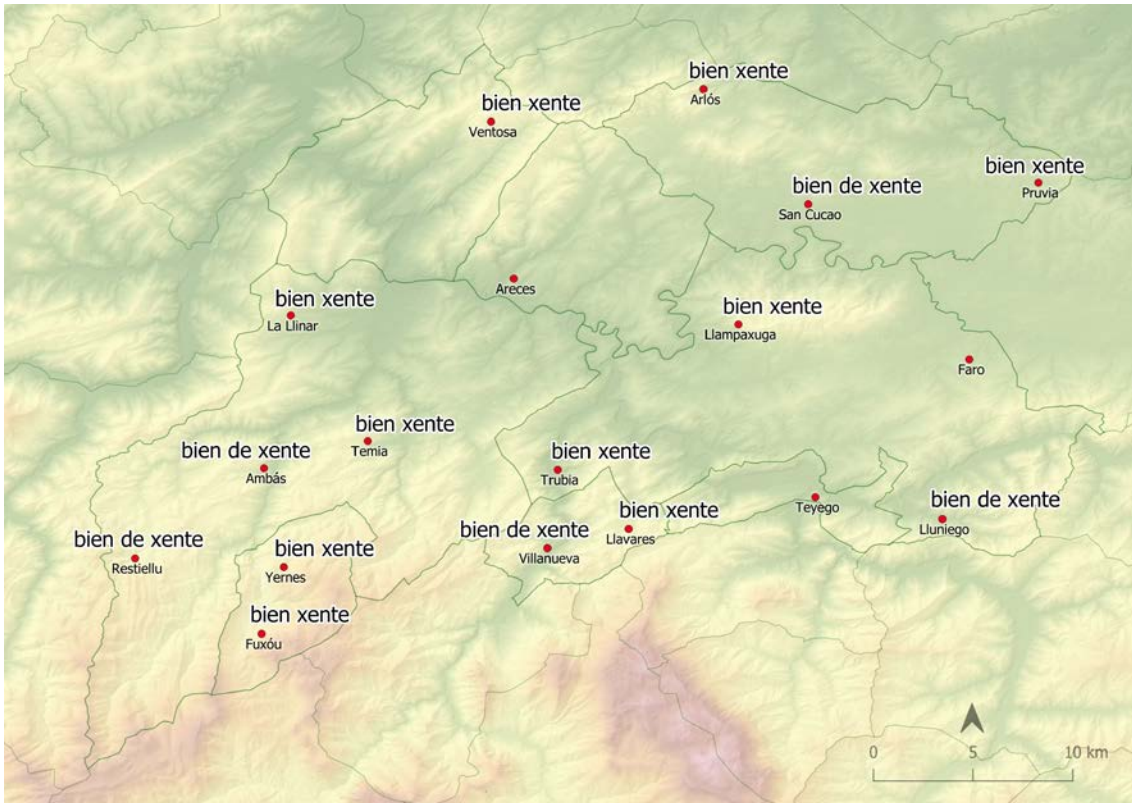 bien xente
Arlós
bien xente
Ventosa
bien xente
Pruvia
bien de xente
San Cucao
Areces
bien xente
La Llinar
bien xente
Llampaxuga
Faro
bien xente
Temia
bien de xente
Ambás
bien xente
Trubia
bien de xente
Lluniego
Teyego
bien xente
Llavares
bien de xente
Villanueva
bien de xente
Restiellu
bien xente
Yernes
bien xente
Fuxóu
0 5 10 km